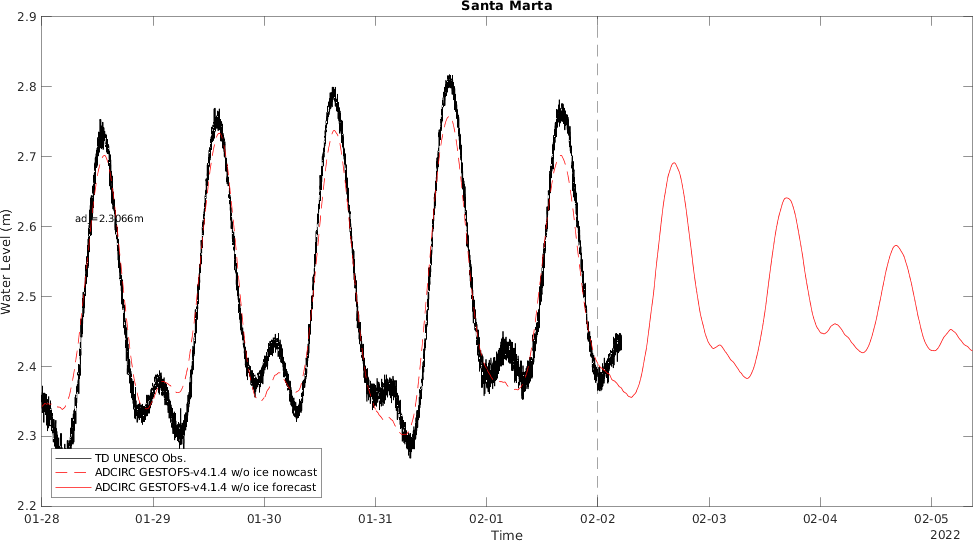 Santa Marta
Water Level (m)
2.9
2.8
2.7
2.6
2.5
2.4
2.3
2.2
adj=2.3066m
TD UNESCO Obs.
ADCIRC GESTOFS-v4.1.4 w/o ice nowcast
ADCIRC GESTOFS-v4.1.4 w/o ice forecast
01-28 01-29 01-30 01-31 02-01 02-02 02-03 02-04 02-05
Time
2022